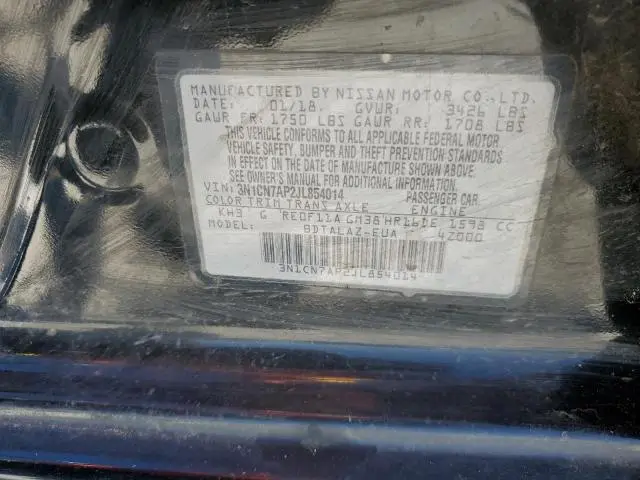 MANUFACTURED BY NISSAN MOTOR CO., LTD.
DATE: 01/18. GVWR: 3426 LBS
GAWR FR: 1750 LBS GAWR RR: 1708 LBS
THIS VEHICLE CONFORMS TO ALL APPLICABLE FEDERAL MOTOR
VEHICLE SAFETY, BUMPER AND THEFT PREVENTION STANDARDS
IN EFFECT ON THE DATE OF MANUFACTURE SHOWN ABOVE.
SEE OWNER'S MANUAL FOR ADDITIONAL INFORMATION.
VIN: 3N1CN7AP2JL854014 PASSENGER CAR
COLOR TRIM TRANS AXLE ENGINE
KH3 G RE0F11A GM38 HR16DE 1598 CC
MODEL: BDTALAZ-EUA 4Z000
3N1CN7AP2JL854014